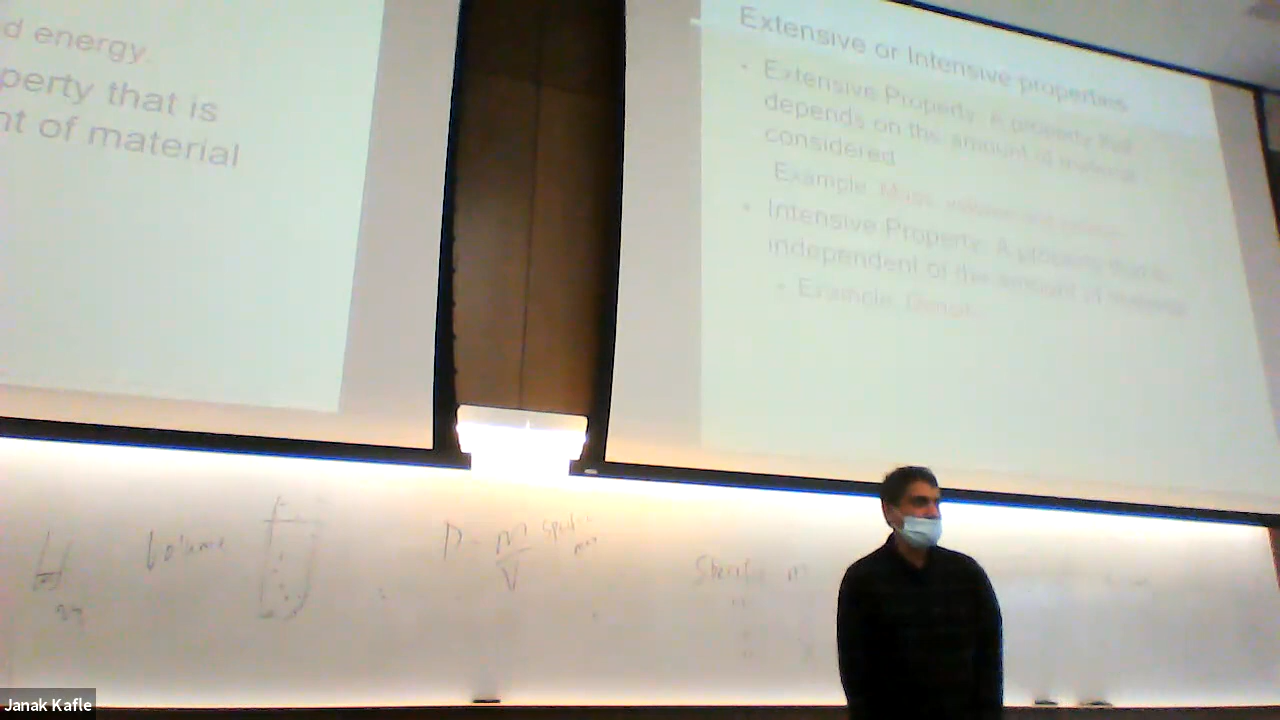 d energy.
perty that is
nt of material
Extensive or Intensive properties
• Extensive Property: A property that
depends on the amount of material
considered
Example: Mass, volume
• Intensive Property: A property that is
independent of the amount of material
• Example: Densit
Volume
D = m
V
Janak Kafle